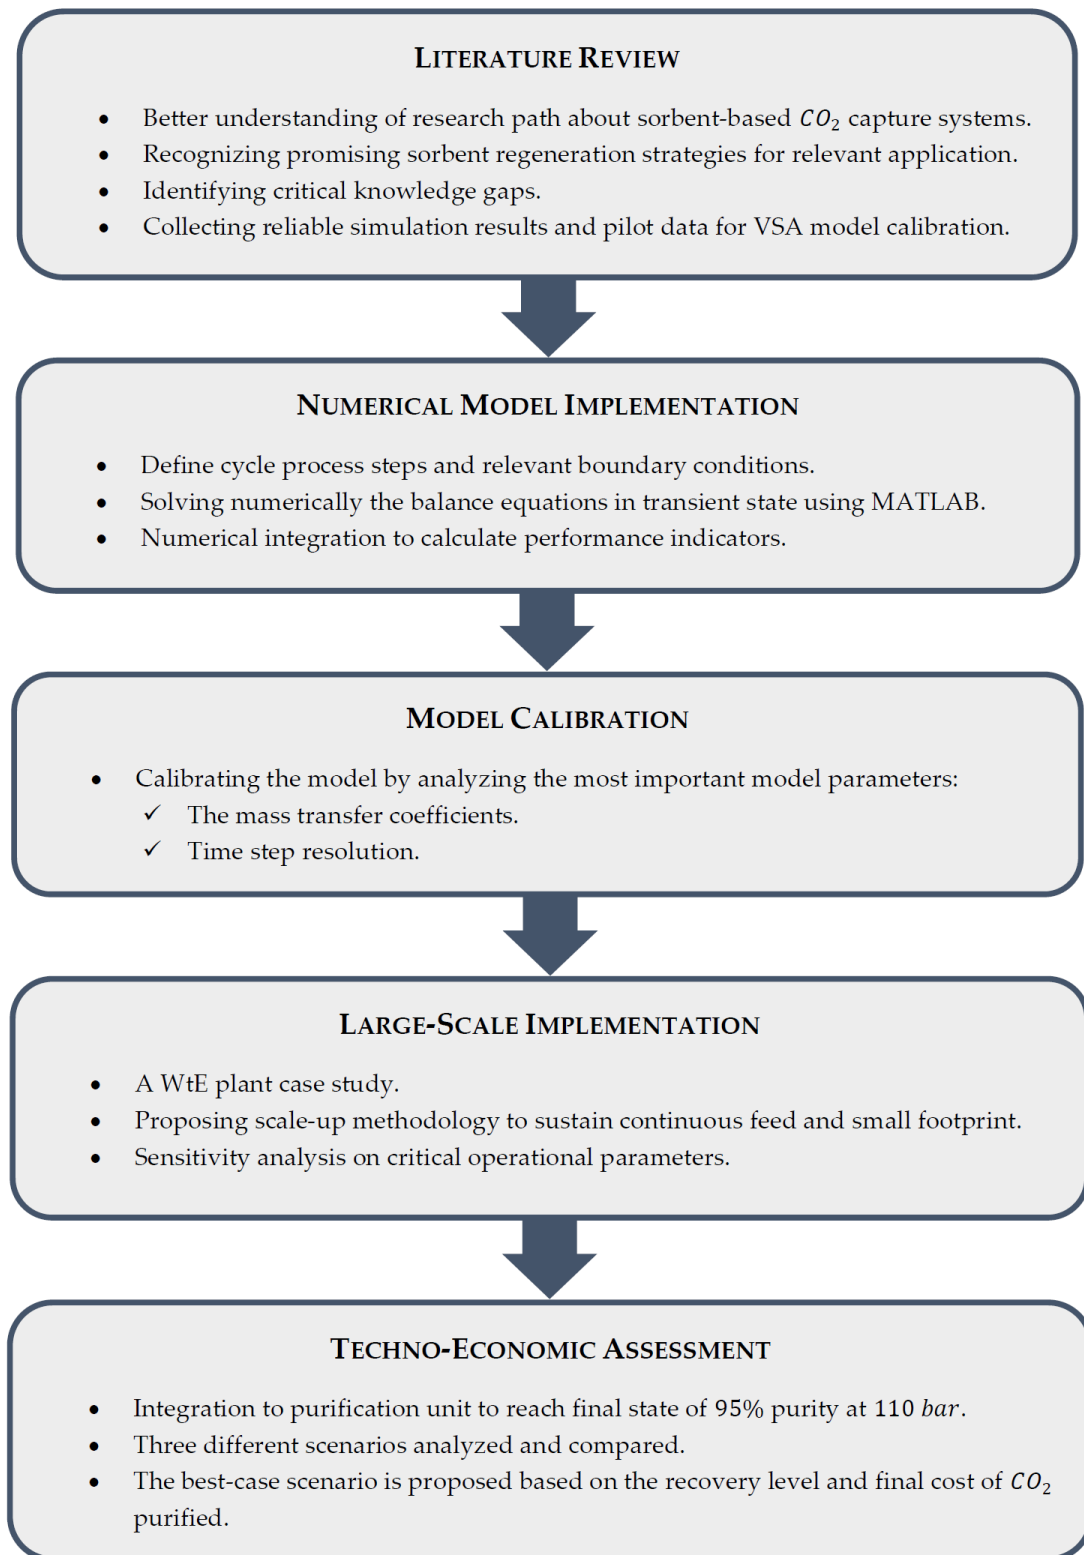 LITERATURE REVIEW
• Better understanding of research path about sorbent-based CO₂ capture systems.
• Recognizing promising sorbent regeneration strategies for relevant application.
• Identifying critical knowledge gaps.
• Collecting reliable simulation results and pilot data for VSA model calibration.
NUMERICAL MODEL IMPLEMENTATION
• Define cycle process steps and relevant boundary conditions.
• Solving numerically the balance equations in transient state using MATLAB.
• Numerical integration to calculate performance indicators.
MODEL CALIBRATION
• Calibrating the model by analyzing the most important model parameters:
✓ The mass transfer coefficients.
✓ Time step resolution.
LARGE-SCALE IMPLEMENTATION
• A WtE plant case study.
• Proposing scale-up methodology to sustain continuous feed and small footprint.
• Sensitivity analysis on critical operational parameters.
TECHNO-ECONOMIC ASSESSMENT
• Integration to purification unit to reach final state of 95% purity at 110 bar.
• Three different scenarios analyzed and compared.
• The best-case scenario is proposed based on the recovery level and final cost of CO₂
purified.